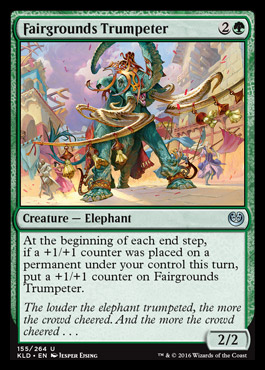 Fairgrounds Trumpeter 2
Creature — Elephant
At the beginning of each end step,
if a +1/+1 counter was placed on a
permanent under your control this turn,
put a +1/+1 counter on Fairgrounds
Trumpeter.
The louder the elephant trumpeted, the more
the crowd cheered. And the more the crowd
cheered . . .
2/2
155/264 U
KLD • EN Jesper Ejsing
™ & © 2016 Wizards of the Coast